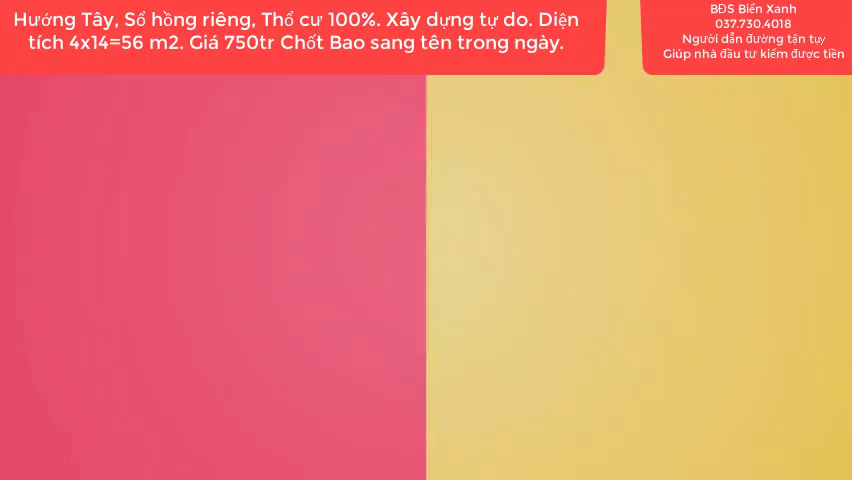 Hướng Tây, Sổ hồng riêng, Thổ cư 100%. Xây dựng tự do. Diện
tích 4x14=56 m2. Giá 750tr Chốt Bao sang tên trong ngày.
BĐS Biển Xanh
037.730.4018
Người dẫn đường tận tụy
Giúp nhà đầu tư kiếm được tiền